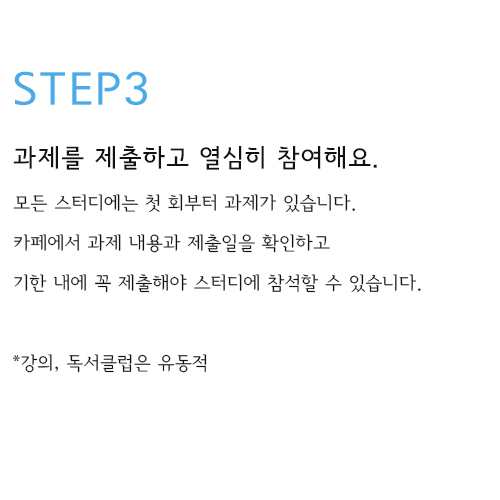 STEP3
과제를 제출하고 열심히 참여해요.
모든 스터디에는 첫 회부터 과제가 있습니다.
카페에서 과제 내용과 제출일을 확인하고
기한 내에 꼭 제출해야 스터디에 참석할 수 있습니다.
*강의, 독서클럽은 유동적